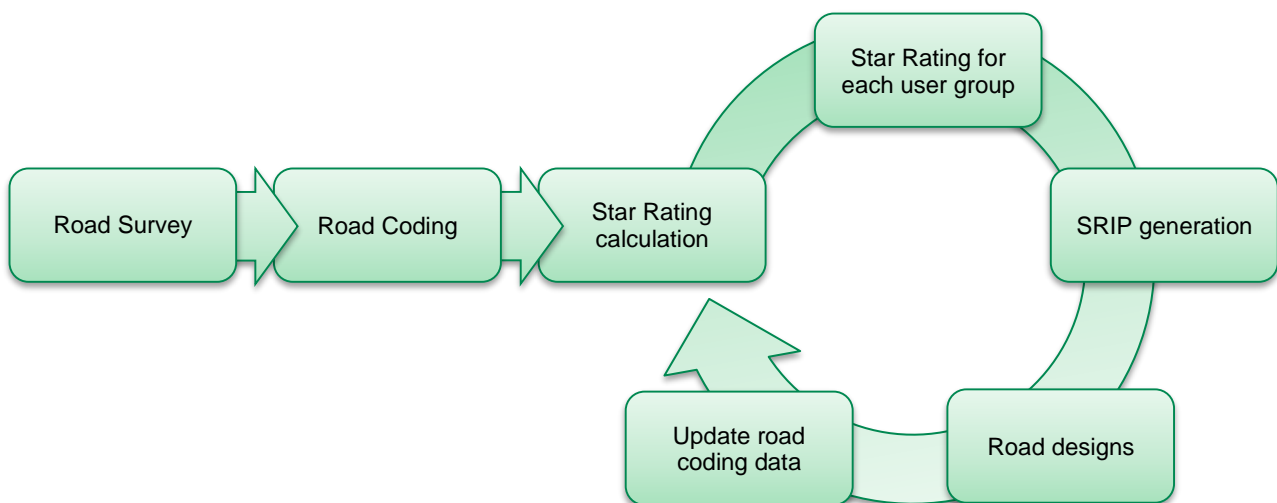 Road Survey
Road Coding
Star Rating
calculation
Star Rating for
each user group
SRIP generation
Road designs
Update road
coding data